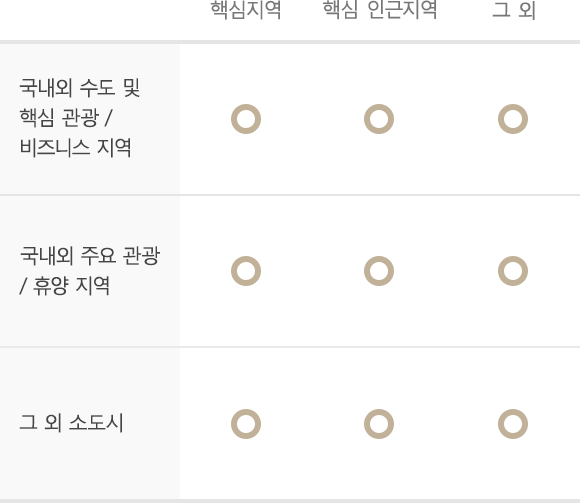 핵심지역 핵심 인근지역 그 외
국내외 수도 및
핵심 관광 /
비즈니스 지역
국내외 주요 관광
/ 휴양 지역
그 외 소도시